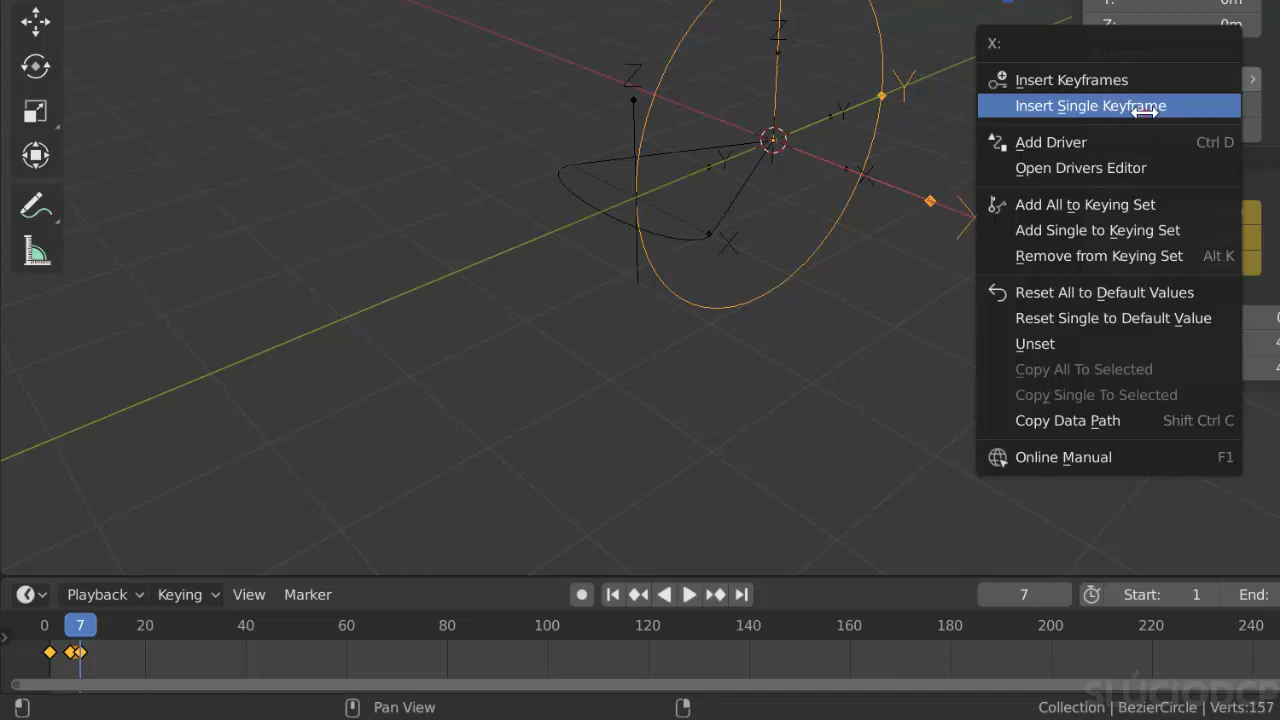 Y:
0m
Z:
0m
X:
Insert Keyframes
Insert Single Keyframe
Add Driver Ctrl D
Open Drivers Editor
Add All to Keying Set
Add Single to Keying Set
Remove from Keying Set Alt K
Reset All to Default Values
Reset Single to Default Value
Unset
Copy All To Selected
Copy Single To Selected
Copy Data Path Shift Ctrl C
Online Manual F1
Z
Z
Y
Y
Y
X
X
X
Playback Keying View Marker 7 Start: 1 End:
0 7 20 40 60 80 100 120 140 160 180 200 220 240
SLÚCIODCP
Pan View Collection | BezierCircle | Verts:157